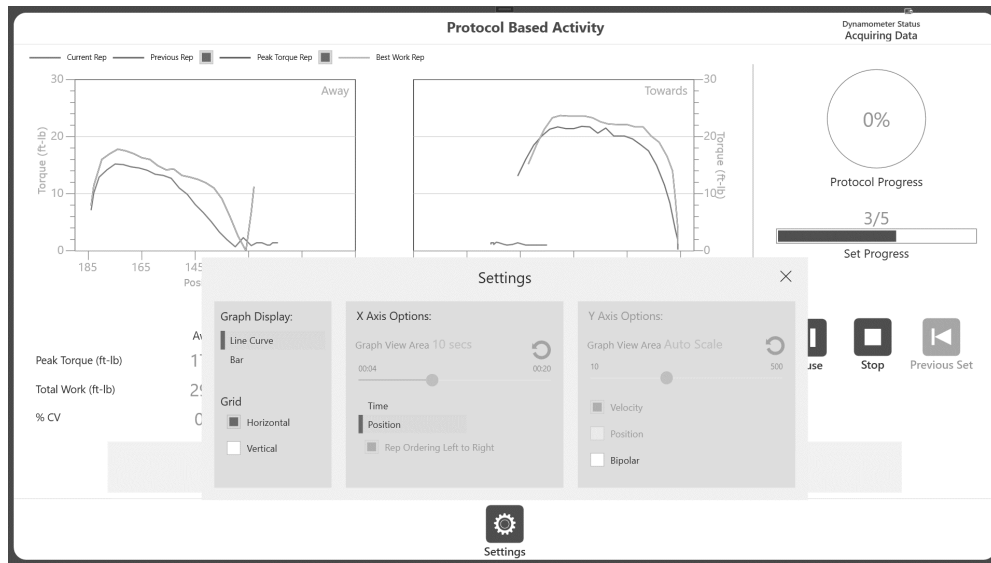 Protocol Based Activity
Dynamometer Status
Acquiring Data
Current Rep
Previous Rep
Peak Torque Rep
Best Work Rep
30
20
10
0
Torque (ft-lb)
Away
185
165
145
Towards
30
20
10
0
Torque (ft-lb)
0%
Protocol Progress
3/5
Set Progress
Peak Torque (ft-lb)
Total Work (ft-lb)
% CV
Settings
Graph Display:
Line Curve
Bar
Grid
Horizontal
Vertical
X Axis Options:
Graph View Area 10 secs
00:04
00:20
Time
Position
Rep Ordering Left to Right
Y Axis Options:
Graph View Area Auto Scale
10
500
Velocity
Position
Bipolar
Stop
Previous Set
Settings